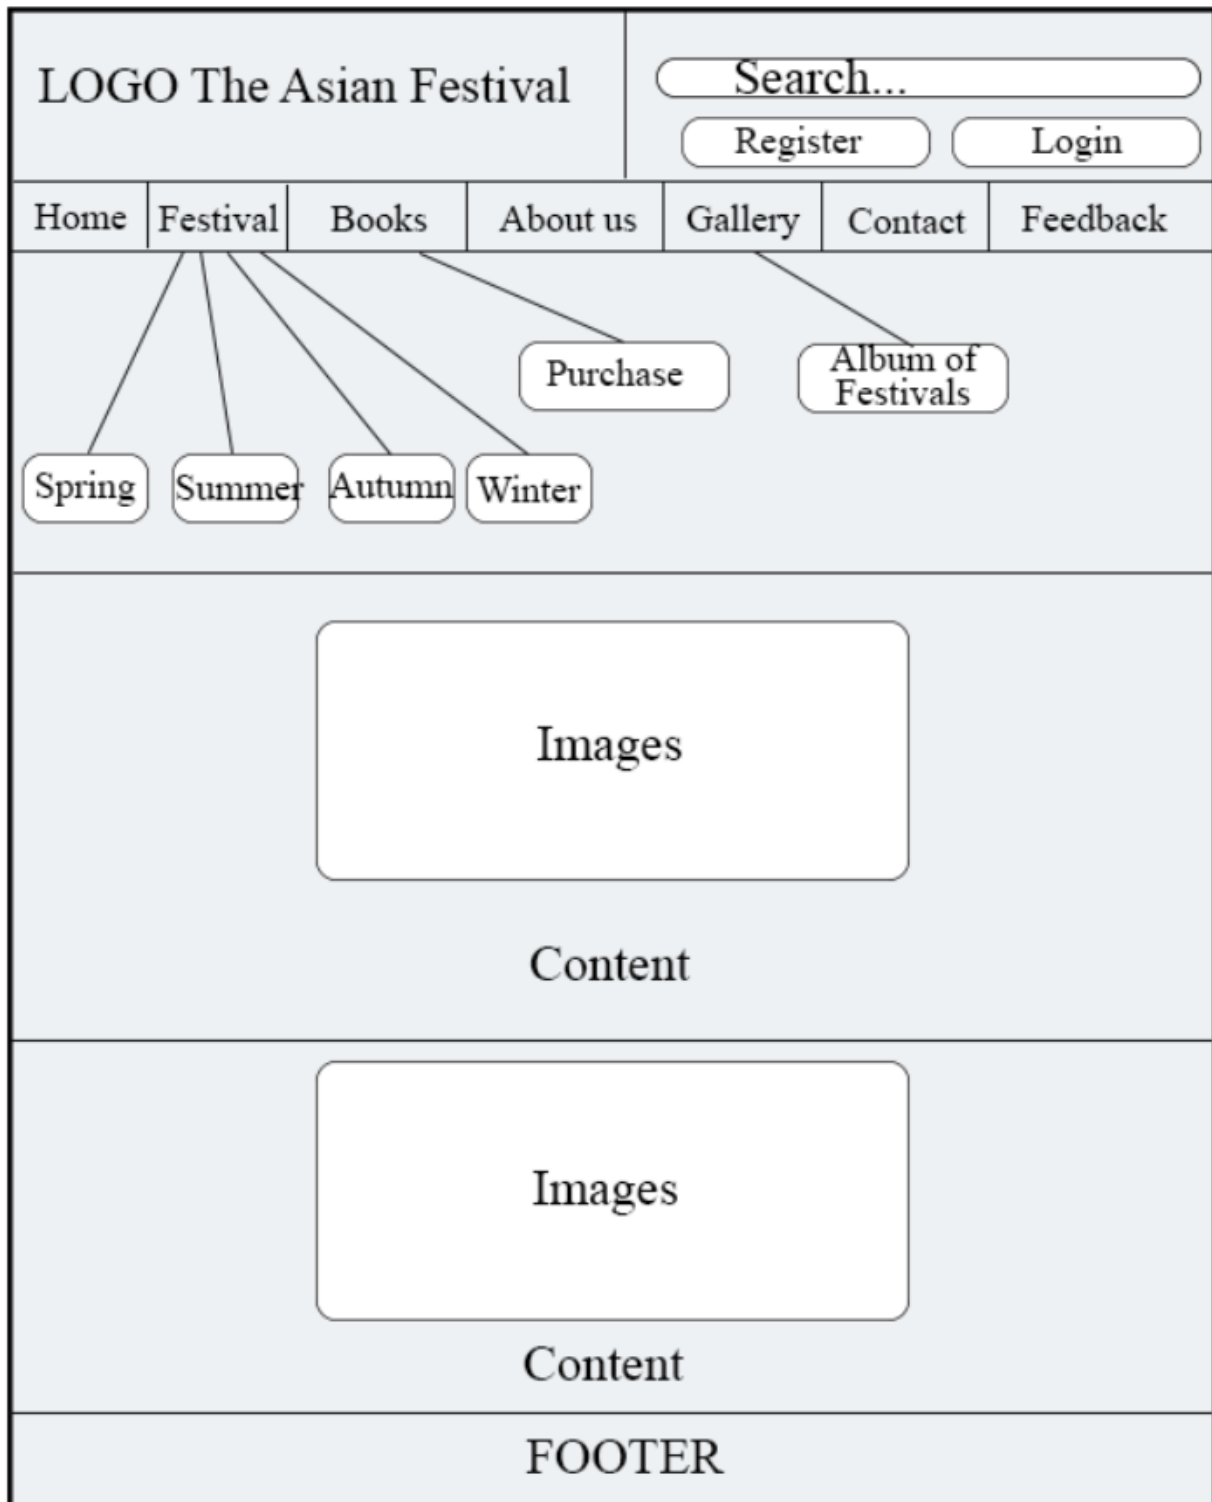 LOGO The Asian Festival
Search...
Register
Login
Home
Festival
Books
About us
Gallery
Contact
Feedback
Purchase
Album of
Festivals
Spring
Summer
Autumn
Winter
Images
Content
Images
Content
FOOTER